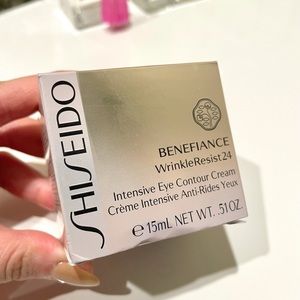 SHISEIDO
BENEFIANCE
WrinkleResist24
Intensive Eye Contour Cream
Crème Intensive Anti-Rides Yeux
℮ 15mL NET WT. .51OZ.